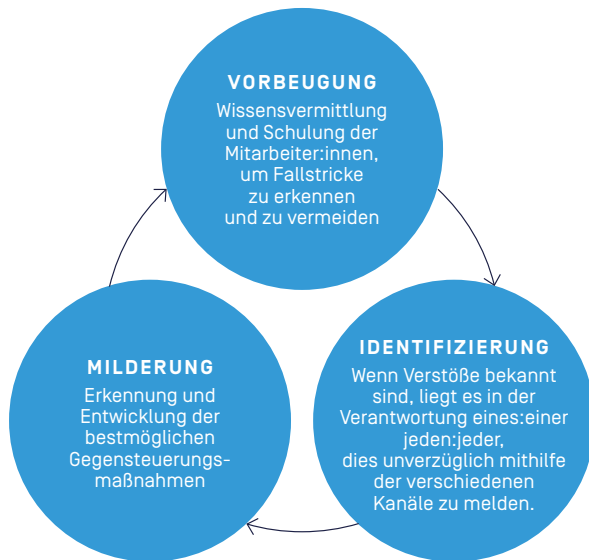 VORBEUGUNG
Wissensvermittlung
und Schulung der
Mitarbeiter:innen,
um Fallstricke
zu erkennen
und zu vermeiden
IDENTIFIZIERUNG
Wenn Verstöße bekannt
sind, liegt es in der
Verantwortung eines:einer
jeden:jeder,
dies unverzüglich mithilfe
der verschiedenen
Kanäle zu melden.
MILDERUNG
Erkennung und
Entwicklung der
bestmöglichen
Gegensteuerungs-
maßnahmen